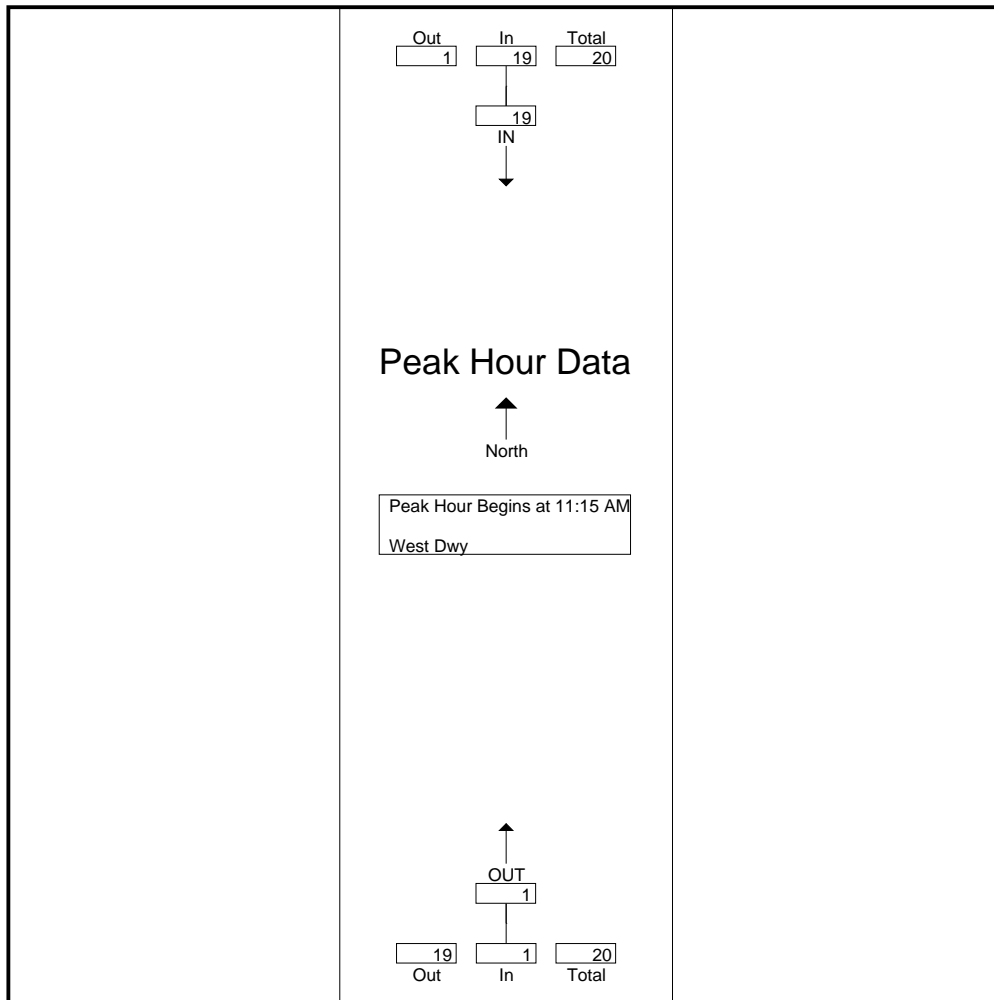 Out In Total
1 19 20
19
IN
Peak Hour Data
North
Peak Hour Begins at 11:15 AM
West Dwy
OUT
1
19 1 20
Out In Total